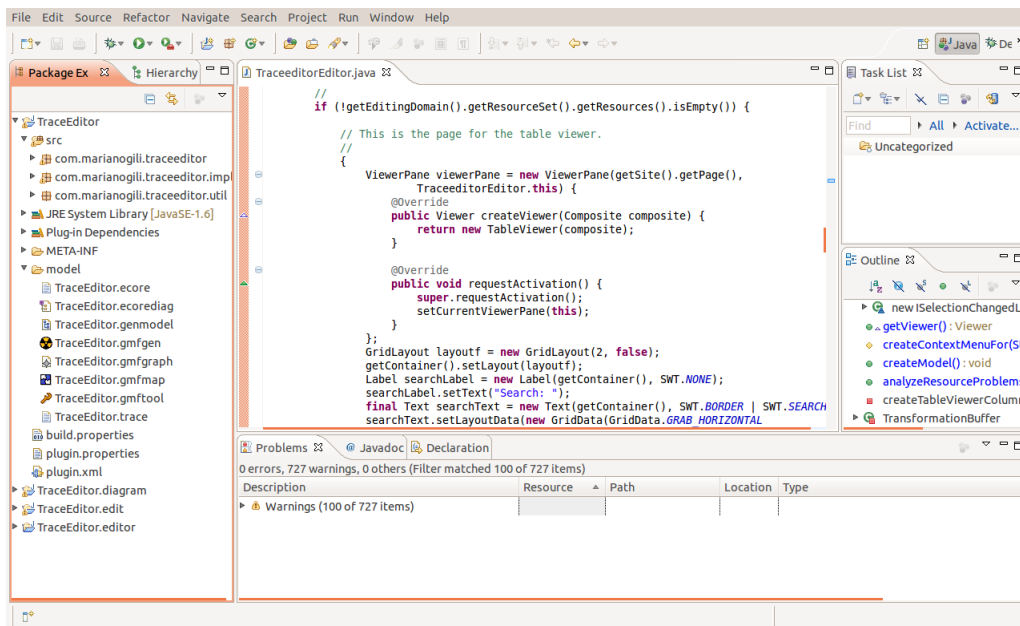 File Edit Source Refactor Navigate Search Project Run Window Help
Java De
Package Ex Hierarchy
TraceEditor
src
com.marianogili.traceeditor
com.marianogili.traceeditor.impl
com.marianogili.traceeditor.util
JRE System Library [JavaSE-1.6]
Plug-in Dependencies
META-INF
model
TraceEditor.ecore
TraceEditor.ecorediag
TraceEditor.genmodel
TraceEditor.gmfgen
TraceEditor.gmfgraph
TraceEditor.gmfmap
TraceEditor.gmftool
TraceEditor.trace
build.properties
plugin.properties
plugin.xml
TraceEditor.diagram
TraceEditor.edit
TraceEditor.editor
TraceeditorEditor.java
//
if (!getEditingDomain().getResourceSet().getResources().isEmpty()) {
// This is the page for the table viewer.
//
{
ViewerPane viewerPane = new ViewerPane(getSite().getPage(),
TraceeditorEditor.this) {
@Override
public Viewer createViewer(Composite composite) {
return new TableViewer(composite);
}
@Override
public void requestActivation() {
super.requestActivation();
setCurrentViewerPane(this);
}
};
GridLayout layoutf = new GridLayout(2, false);
getContainer().setLayout(layoutf);
Label searchLabel = new Label(getContainer(), SWT.NONE);
searchLabel.setText("Search: ");
final Text searchText = new Text(getContainer(), SWT.BORDER | SWT.SEARCH
searchText.setLayoutData(new GridData(GridData.GRAB_HORIZONTAL
Task List
Find All Activate...
Uncategorized
Outline
new ISelectionChangedL
getViewer() : Viewer
createContextMenuFor(St
createModel() : void
analyzeResourceProblems
createTableViewerColumn
TransformationBuffer
Problems Javadoc Declaration
0 errors, 727 warnings, 0 others (Filter matched 100 of 727 items)
Description Resource Path Location Type
Warnings (100 of 727 items)